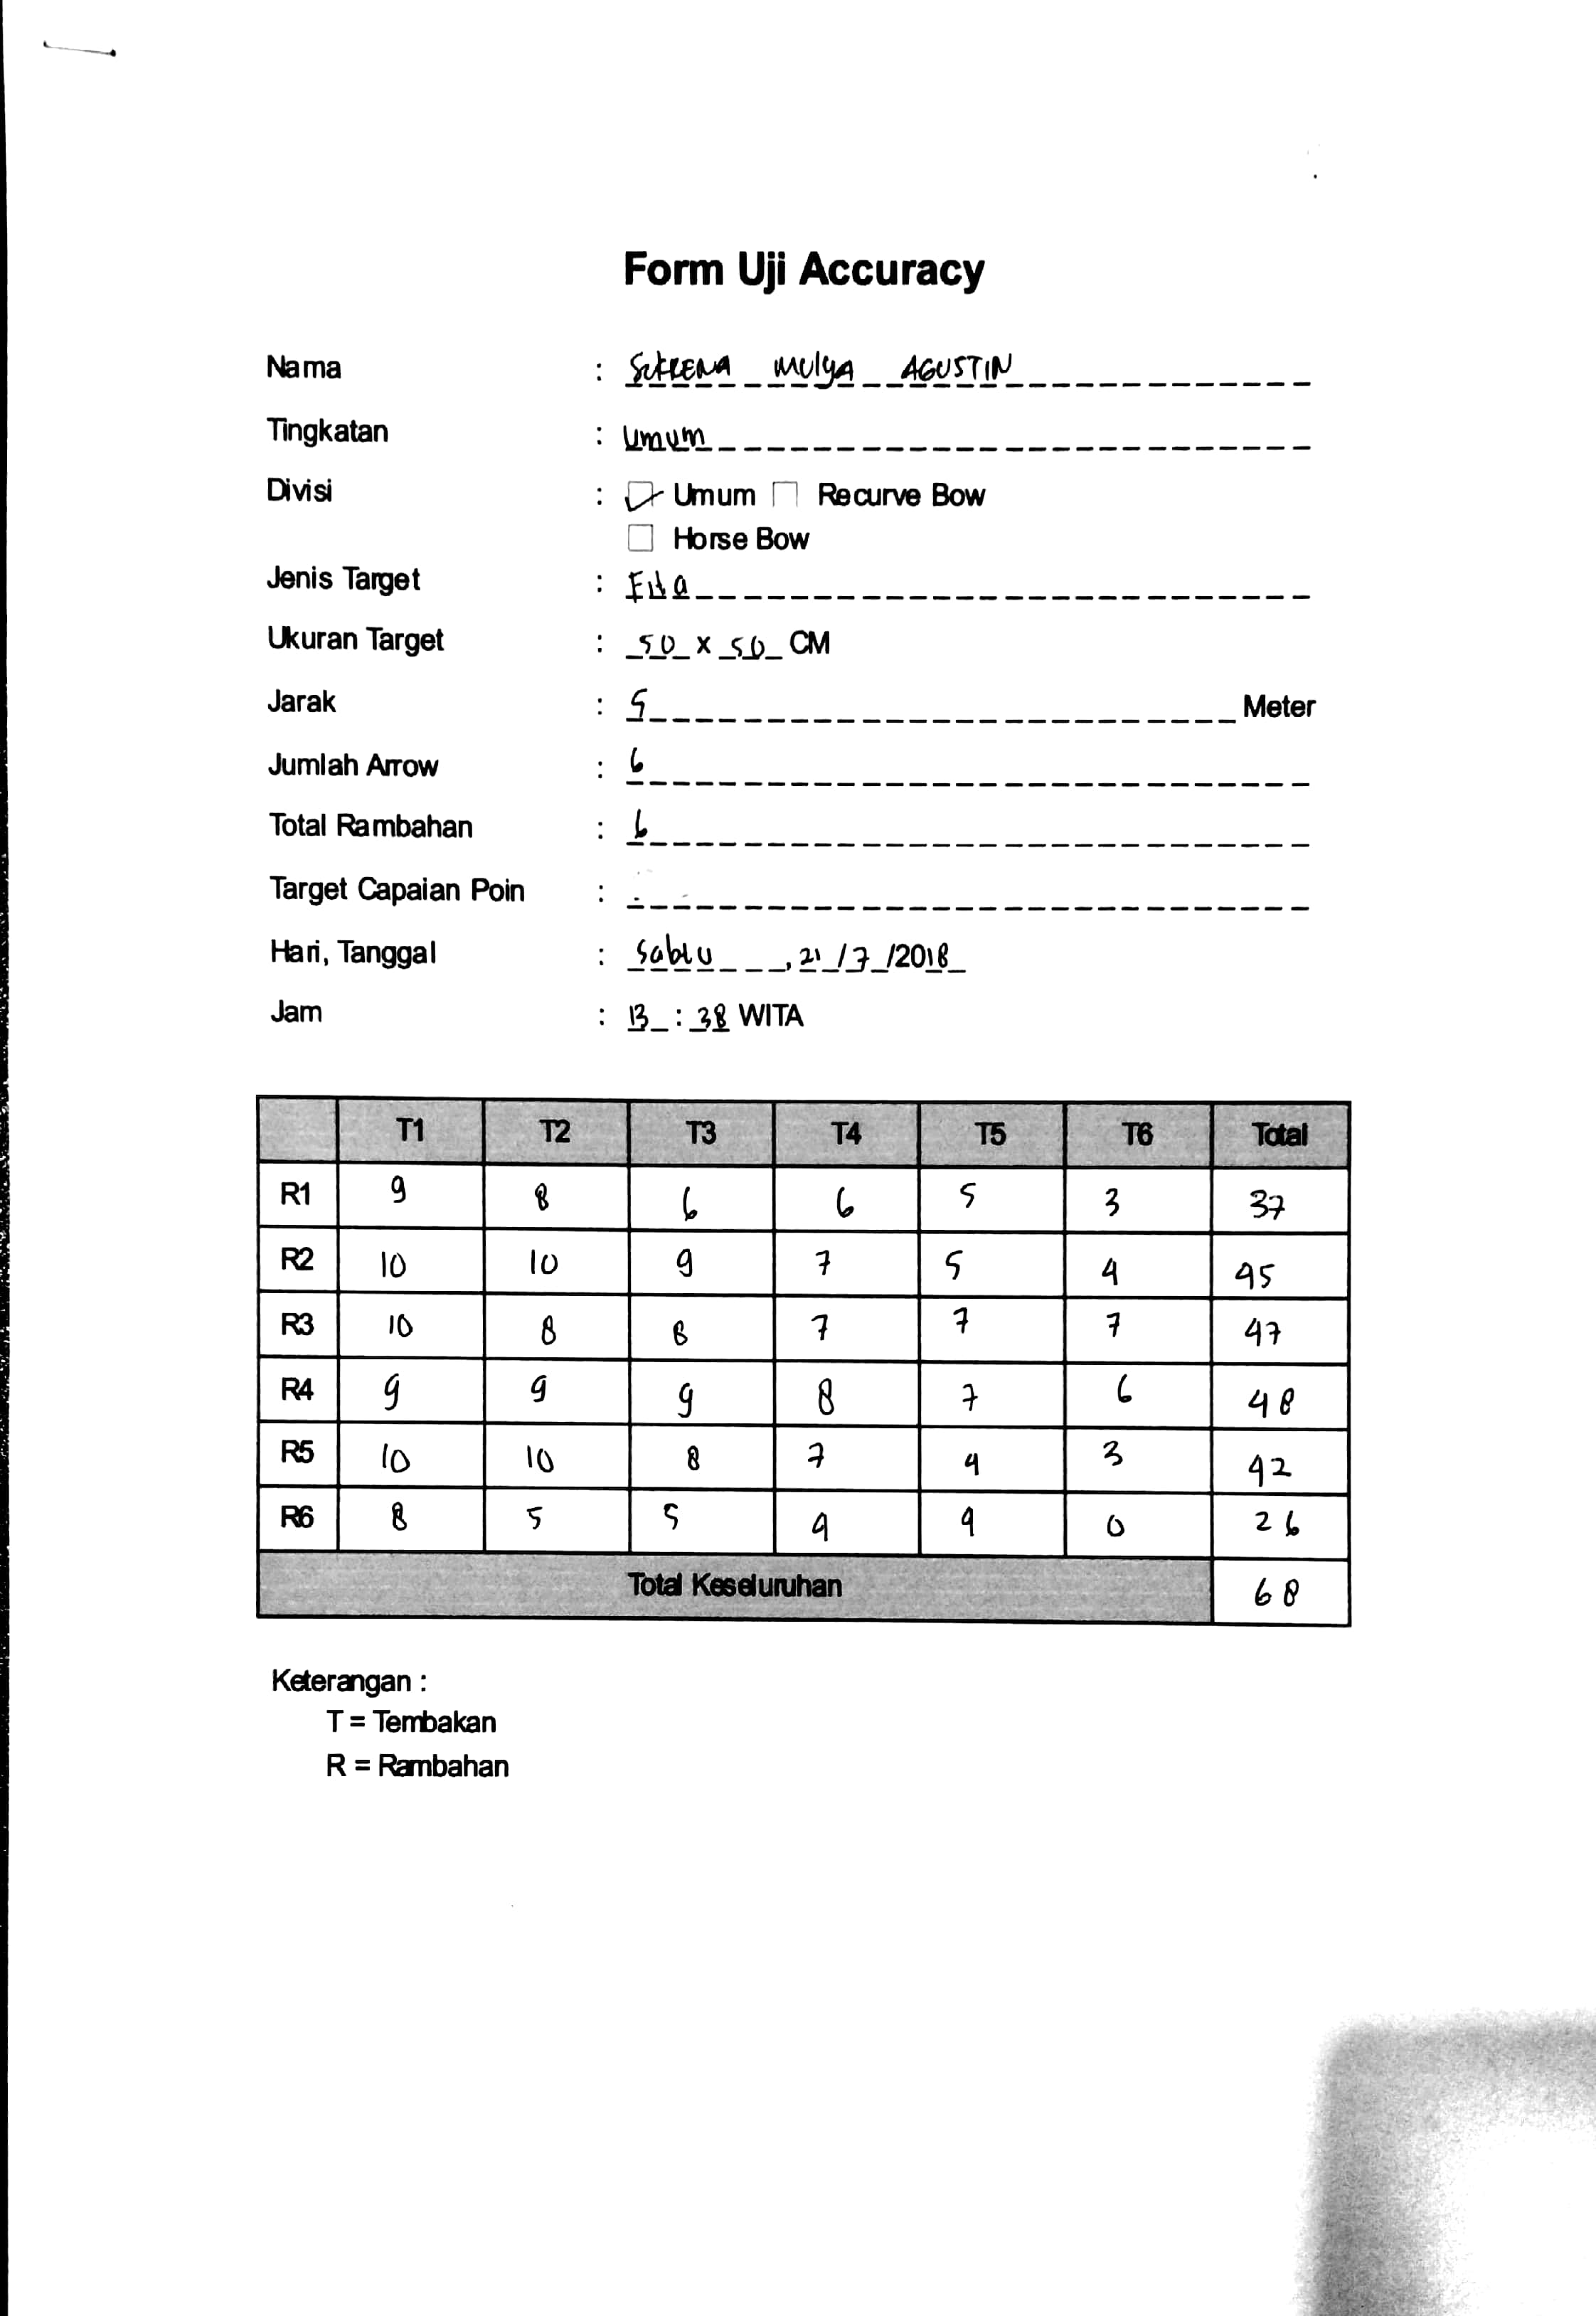 Form Uji Accuracy
Nama : MULYA AGUSTIN
Tingkatan : Umum
Divisi : Umum Recurve Bow
Horse Bow
Jenis Target : Fita
Ukuran Target : 50 x 50 CM
Jarak : 5 Meter
Jumlah Arrow : 6
Total Rambahan : 6
Target Capaian Poin :
Hari, Tanggal : Sabtu, 21/7/2018
Jam : 13:38 WITA
T1 T2 T3 T4 T5 T6 Total
R1 9 8 6 6 5 3 37
R2 10 10 9 7 5 4 45
R3 10 8 8 7 7 7 47
R4 9 9 9 8 7 6 48
R5 10 10 8 7 4 3 42
R6 8 5 5 4 4 0 26
Total Keseluruhan 68
Keterangan :
T = Tembakan
R = Rambahan